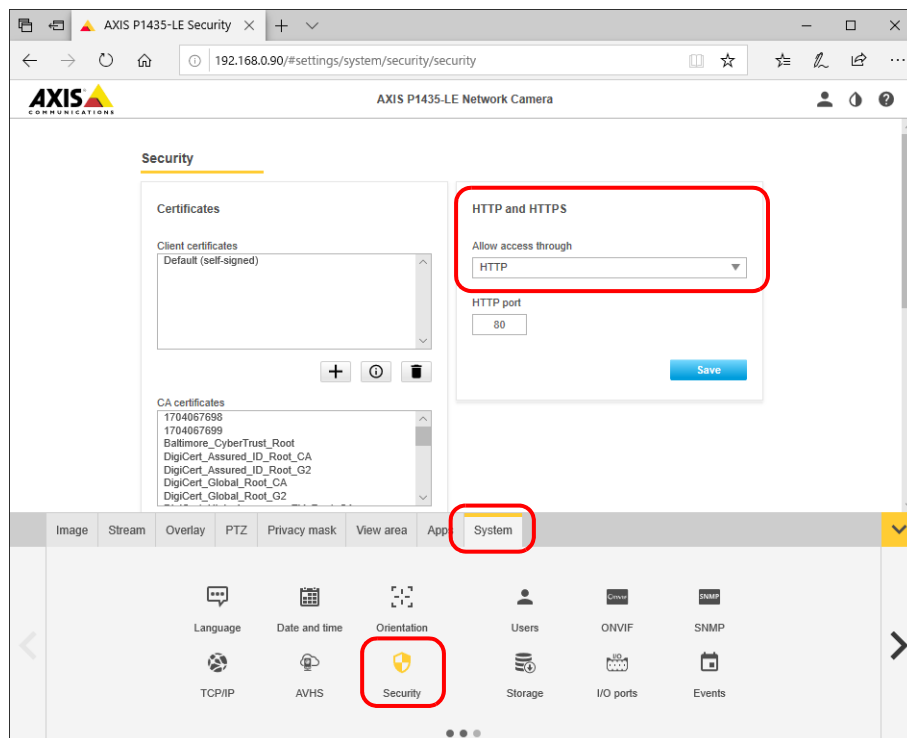 AXIS P1435-LE Security
192.168.0.90/#settings/system/security/security
AXIS
COMMUNICATIONS
AXIS P1435-LE Network Camera
Security
Certificates
Client certificates
Default (self-signed)
CA certificates
1704067698
1704067699
Baltimore_CyberTrust_Root
DigiCert_Assured_ID_Root_CA
DigiCert_Assured_ID_Root_G2
DigiCert_Global_Root_CA
DigiCert_Global_Root_G2
HTTP and HTTPS
Allow access through
HTTP
HTTP port
80
Save
Image Stream Overlay PTZ Privacy mask View area Apps System
Language Date and time Orientation Users ONVIF SNMP
TCP/IP AVHS Security Storage I/O ports Events